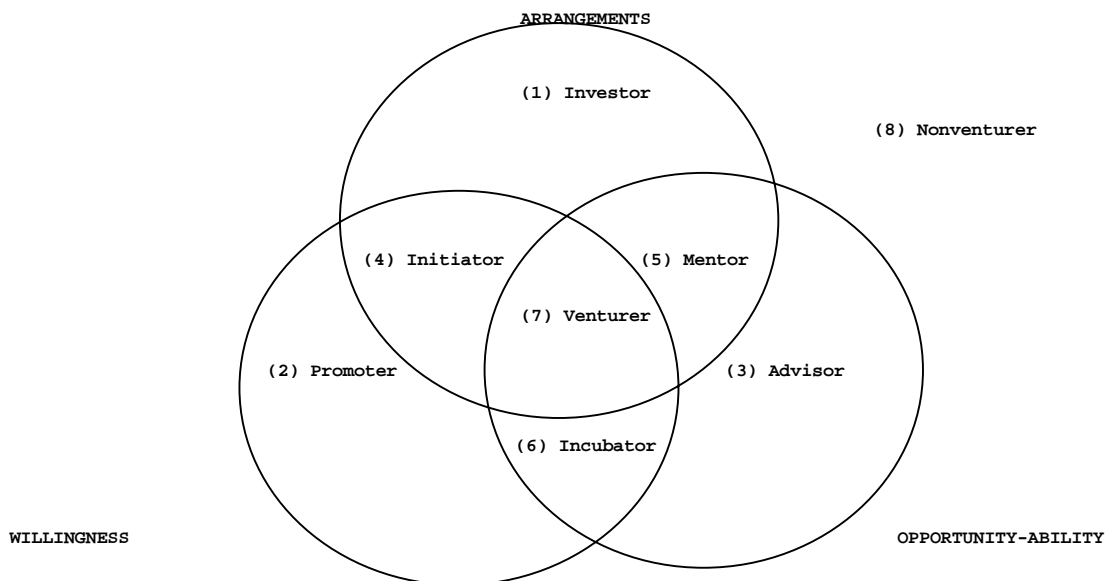 ARRANGEMENTS
(1) Investor
(8) Nonventurer
(4) Initiator
(5) Mentor
(7) Venturer
(2) Promoter
(3) Advisor
(6) Incubator
WILLINGNESS
OPPORTUNITY-ABILITY